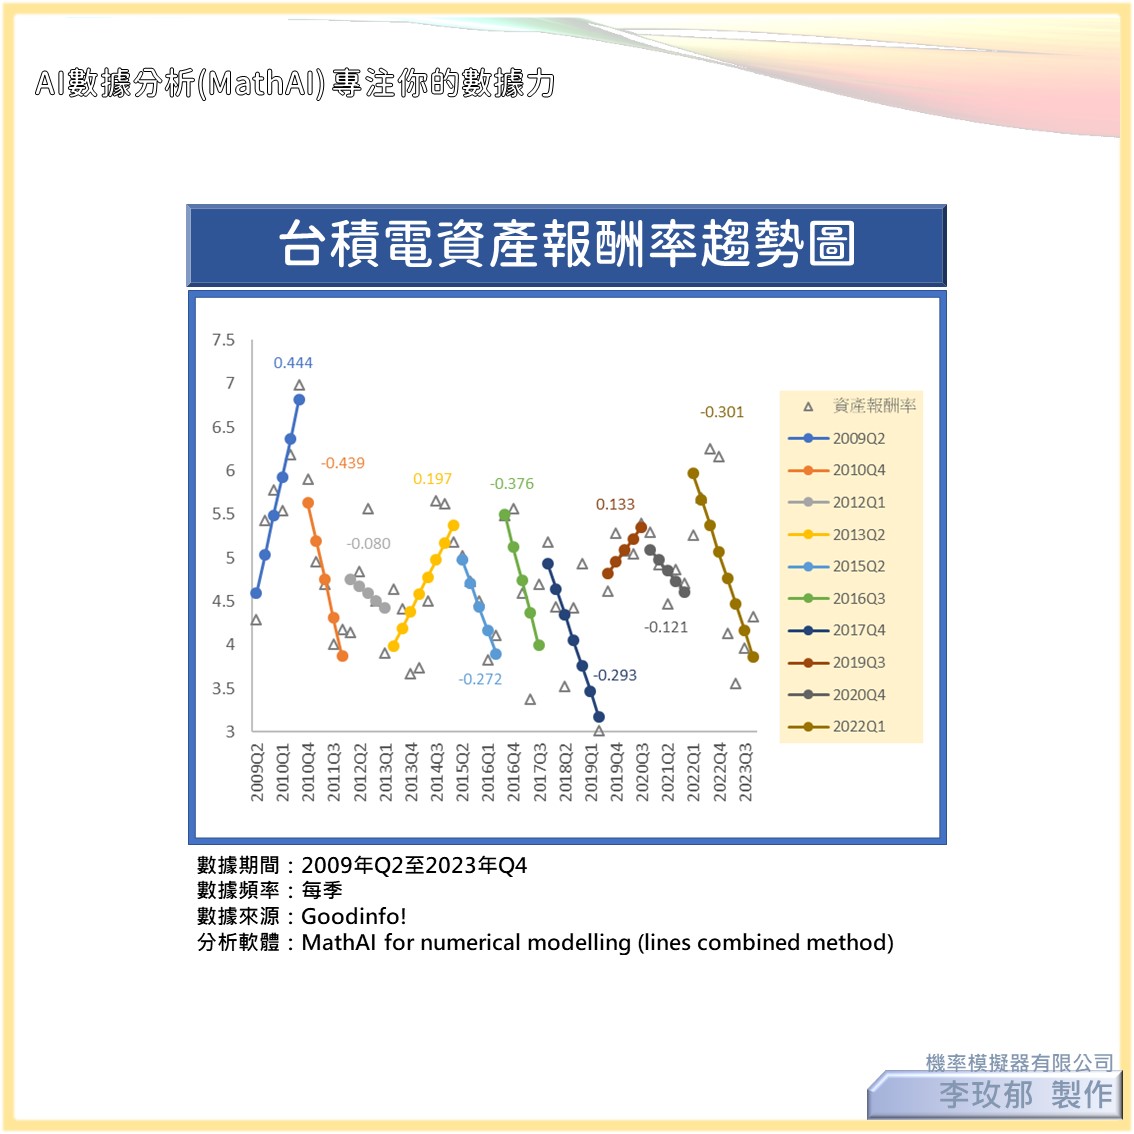 AI數據分析(MathAI) 專注你的數據力
台積電資產報酬率趨勢圖
7.5
7
6.5
6
5.5
5
4.5
4
3.5
3
0.444
-0.439
-0.080
0.197
-0.272
-0.376
-0.293
0.133
-0.121
-0.301
2009Q2
2010Q1
2010Q4
2011Q3
2012Q2
2013Q1
2013Q4
2014Q3
2015Q2
2016Q1
2016Q4
2017Q3
2018Q2
2019Q1
2019Q4
2020Q3
2021Q2
2022Q1
2022Q4
2023Q3
資產報酬率
2009Q2
2010Q4
2012Q1
2013Q2
2015Q2
2016Q3
2017Q4
2019Q3
2020Q4
2022Q1
數據期間：2009年Q2至2023年Q4
數據頻率：每季
數據來源：Goodinfo!
分析軟體：MathAI for numerical modelling (lines combined method)
機率模擬器有限公司
李玫郁 製作